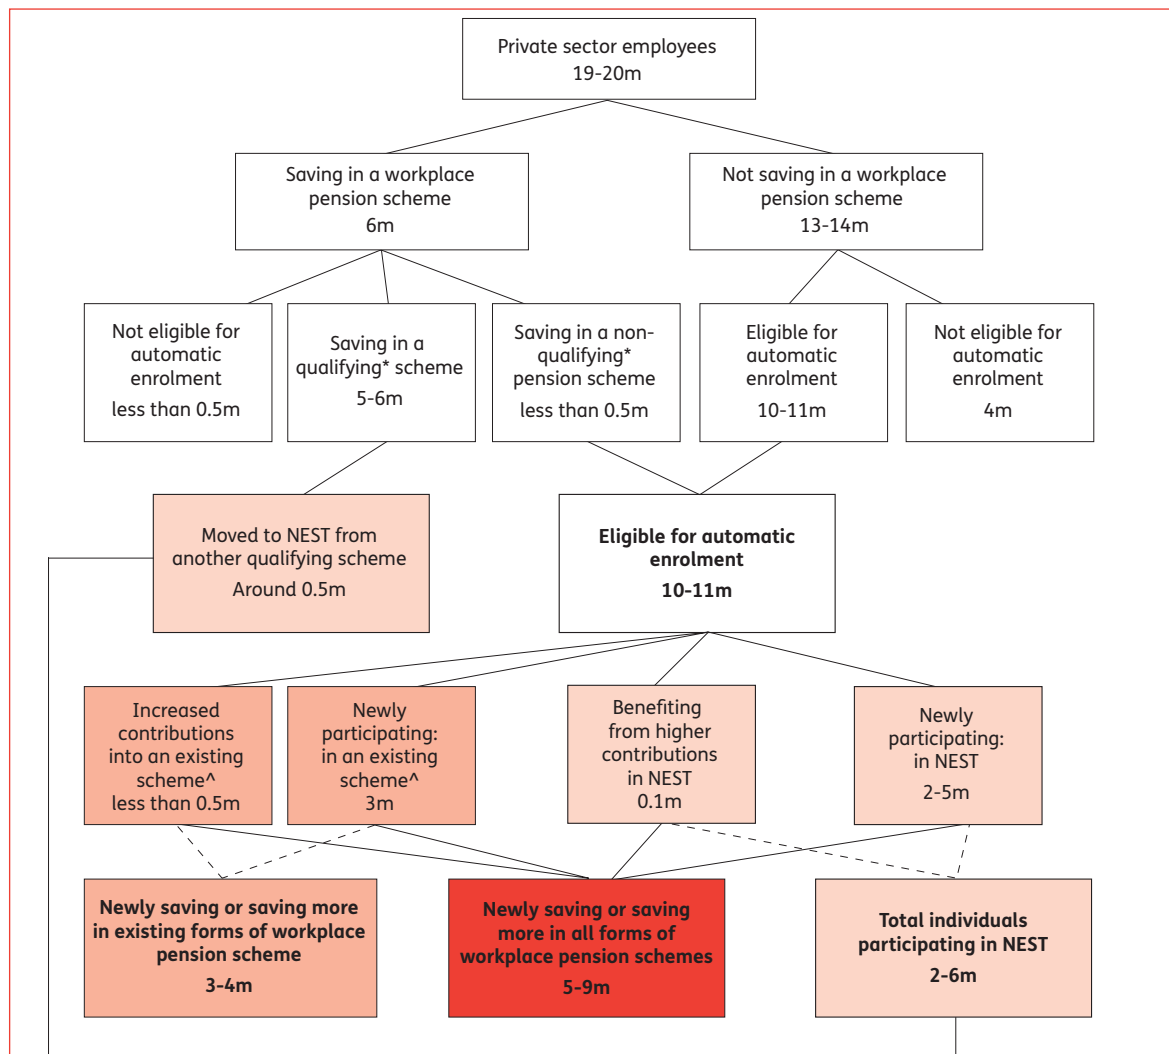 Private sector employees
19-20m
Saving in a workplace
pension scheme
6m
Not saving in a workplace
pension scheme
13-14m
Not eligible for
automatic
enrolment
less than 0.5m
Saving in a
qualifying* scheme
5-6m
Saving in a non-
qualifying*
pension scheme
less than 0.5m
Eligible for
automatic
enrolment
10-11m
Not eligible for
automatic
enrolment
4m
Moved to NEST from
another qualifying scheme
Around 0.5m
Eligible for automatic
enrolment
10-11m
Increased
contributions
into an existing
scheme^
less than 0.5m
Newly
participating:
in an existing
scheme^
3m
Benefiting
from higher
contributions
in NEST
0.1m
Newly
participating:
in NEST
2-5m
Newly saving or saving more
in existing forms of workplace
pension scheme
3-4m
Newly saving or saving
more in all forms of
workplace pension schemes
5-9m
Total individuals
participating in NEST
2-6m